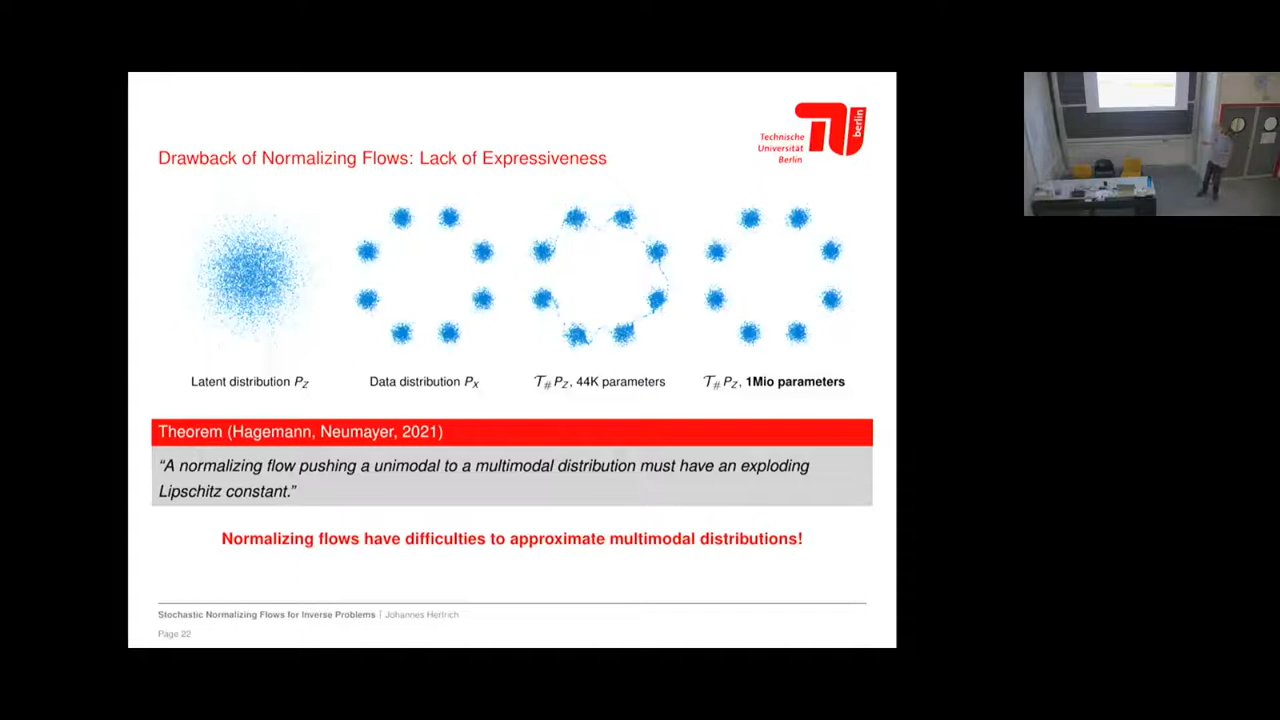 Technische
Universität
Berlin
berlin
Drawback of Normalizing Flows: Lack of Expressiveness
Latent distribution P_Z
Data distribution P_X
𝒯_# P_Z, 44K parameters
𝒯_# P_Z, 1Mio parameters
Theorem (Hagemann, Neumayer, 2021)
“A normalizing flow pushing a unimodal to a multimodal distribution must have an exploding
Lipschitz constant.”
Normalizing flows have difficulties to approximate multimodal distributions!
Stochastic Normalizing Flows for Inverse Problems | Johannes Hertrich
Page 22